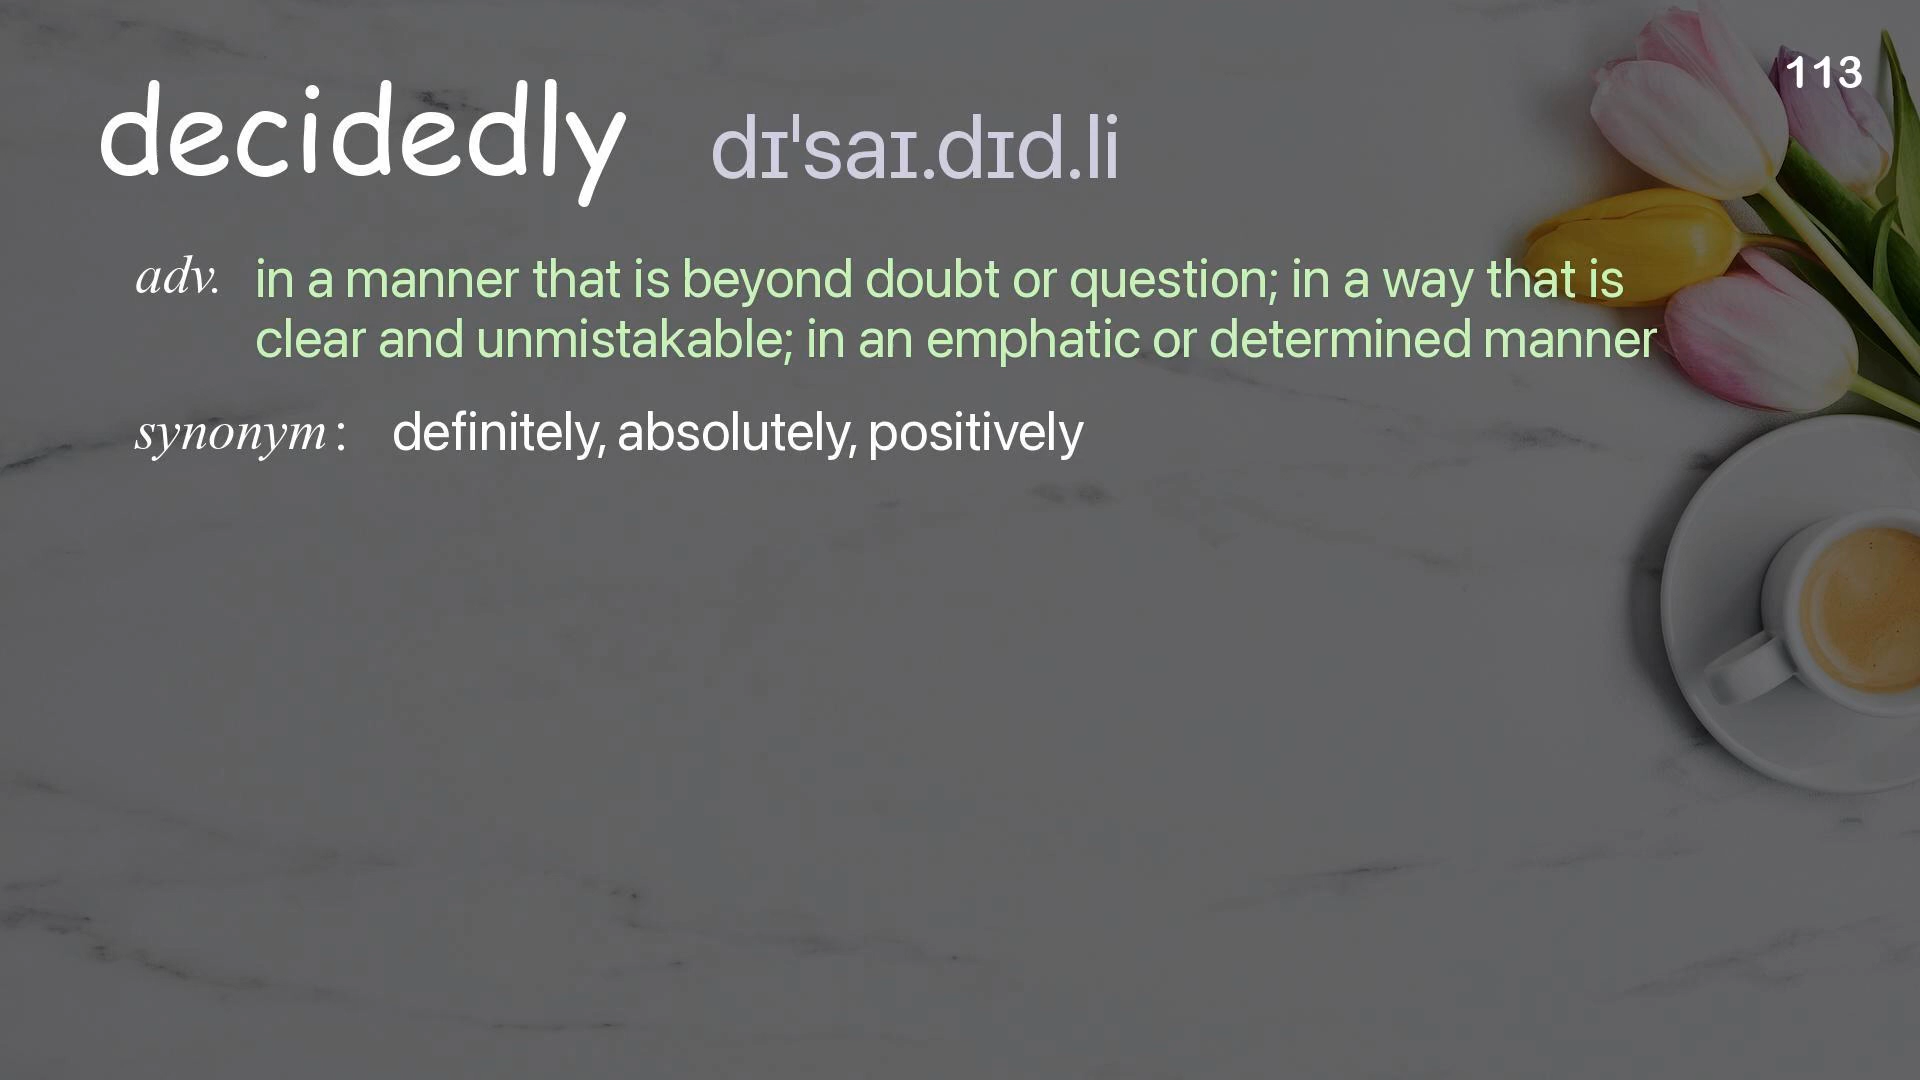 113
decidedly dɪˈsaɪ.dɪd.li
adv. in a manner that is beyond doubt or question; in a way that is
clear and unmistakable; in an emphatic or determined manner
synonym: definitely, absolutely, positively